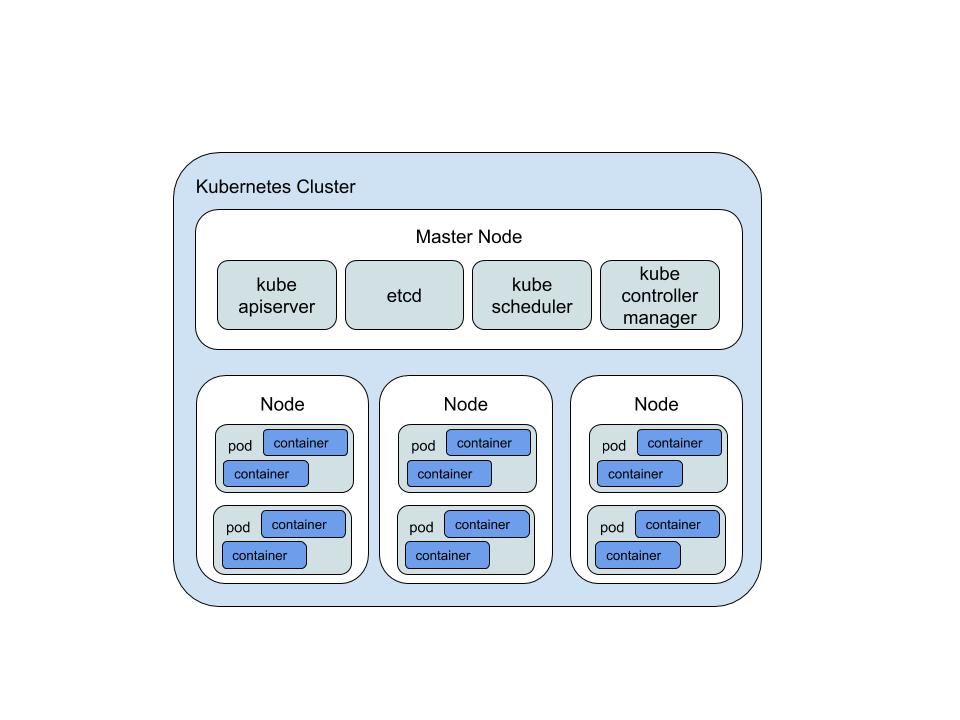 Kubernetes Cluster
Master Node
kube
apiserver
etcd
kube
scheduler
kube
controller
manager
Node
pod
container
container
pod
container
container
Node
pod
container
container
pod
container
container
Node
pod
container
container
pod
container
container